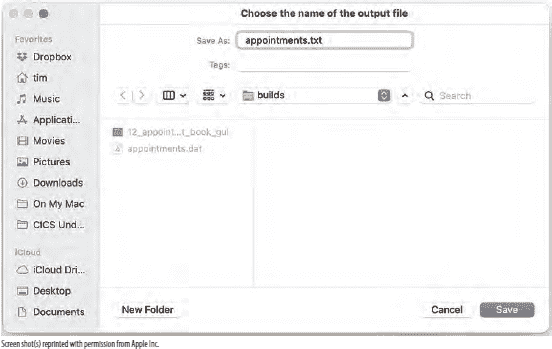 Choose the name of the output file
Favorites
Dropbox
tim
Music
Applicati...
Movies
Pictures
Downloads
On My Mac
CICS Und...
iCloud
iCloud Dri...
Desktop
Documents
Save As: appointments.txt
Tags:
builds
Search
12_appoint...t_book_gui
appointments.dat
New Folder
Cancel
Save
Screen shot(s) reprinted with permission from Apple Inc.